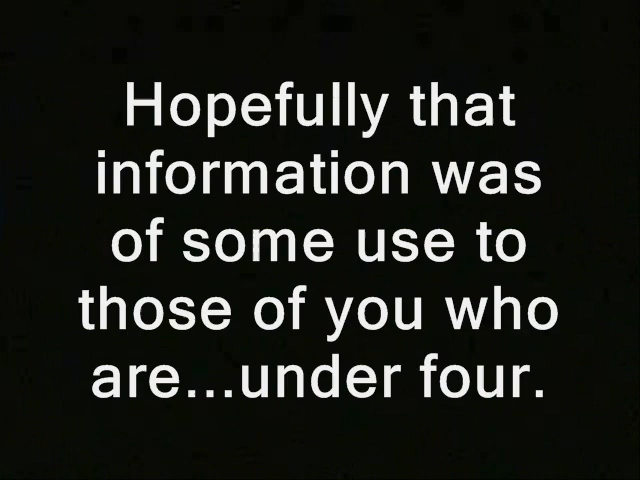 Hopefully that
information was
of some use to
those of you who
are...under four.